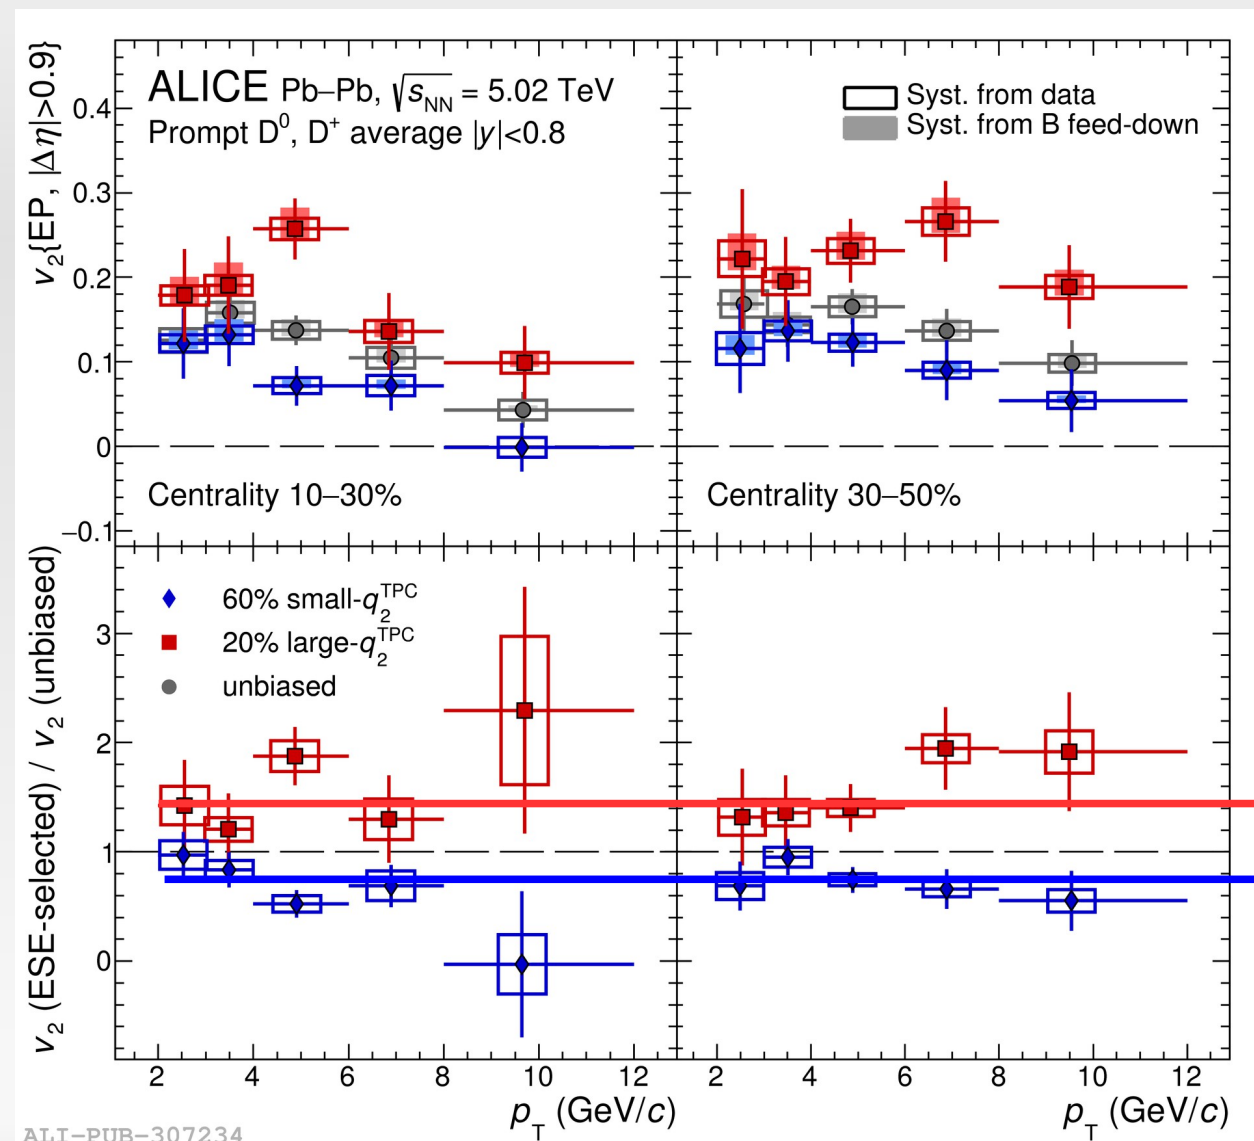 ALICE Pb–Pb, √sNN = 5.02 TeV
Prompt D0, D+ average |y|<0.8
Syst. from data
Syst. from B feed-down
v2{EP, |Δη|>0.9}
0.4
0.3
0.2
0.1
0
−0.1
Centrality 10–30%
Centrality 30–50%
v2 (ESE-selected) / v2 (unbiased)
60% small-q2TPC
20% large-q2TPC
unbiased
3
2
1
0
2 4 6 8 10 12
2 4 6 8 10 12
pT (GeV/c)
pT (GeV/c)
ALI-PUB-307234